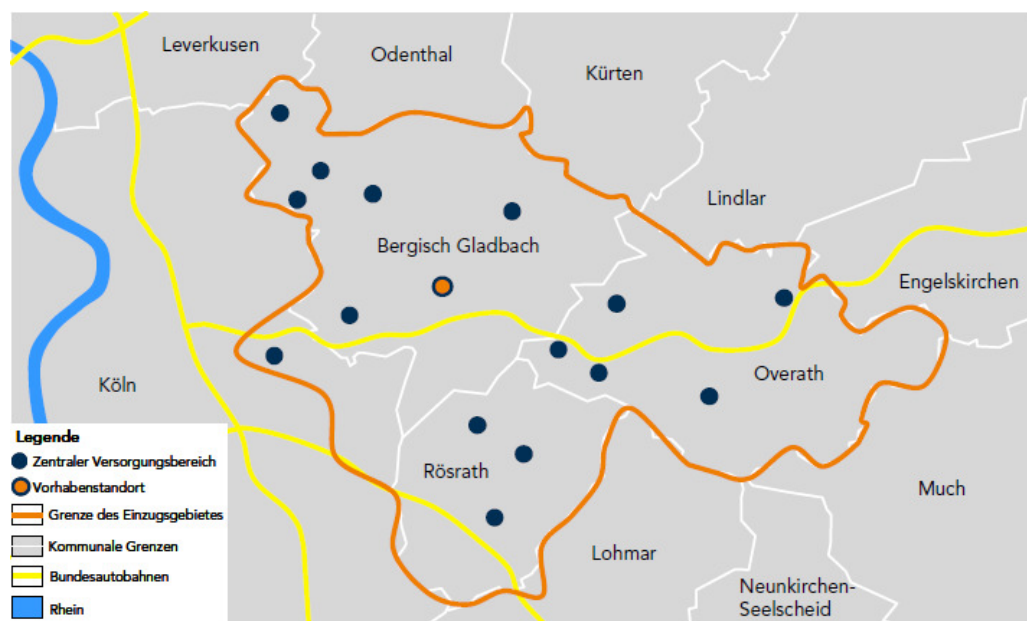 Leverkusen
Odenthal
Kürten
Lindlar
Bergisch Gladbach
Engelskirchen
Köln
Overath
Rösrath
Much
Lohmar
Neunkirchen-
Seelscheid
Legende
Zentraler Versorgungsbereich
Vorhabenstandort
Grenze des Einzugsgebietes
Kommunale Grenzen
Bundesautobahnen
Rhein